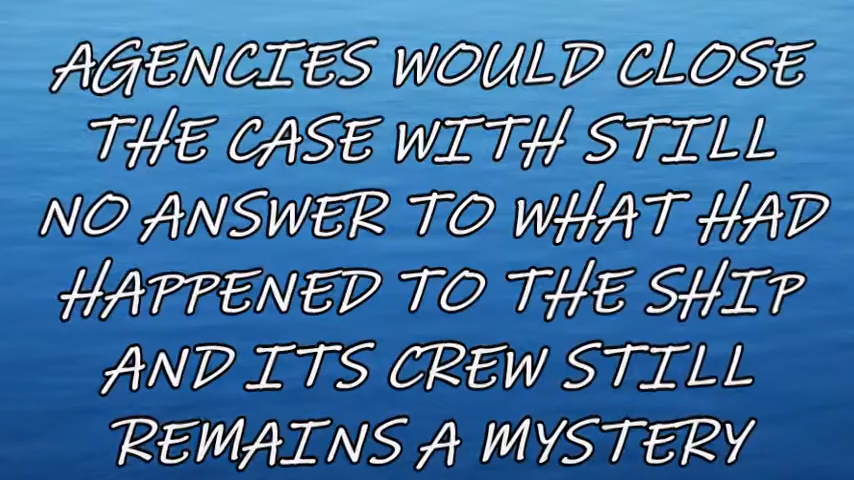 AGENCIES WOULD CLOSE
THE CASE WITH STILL
NO ANSWER TO WHAT HAD
HAPPENED TO THE SHIP
AND ITS CREW STILL
REMAINS A MYSTERY